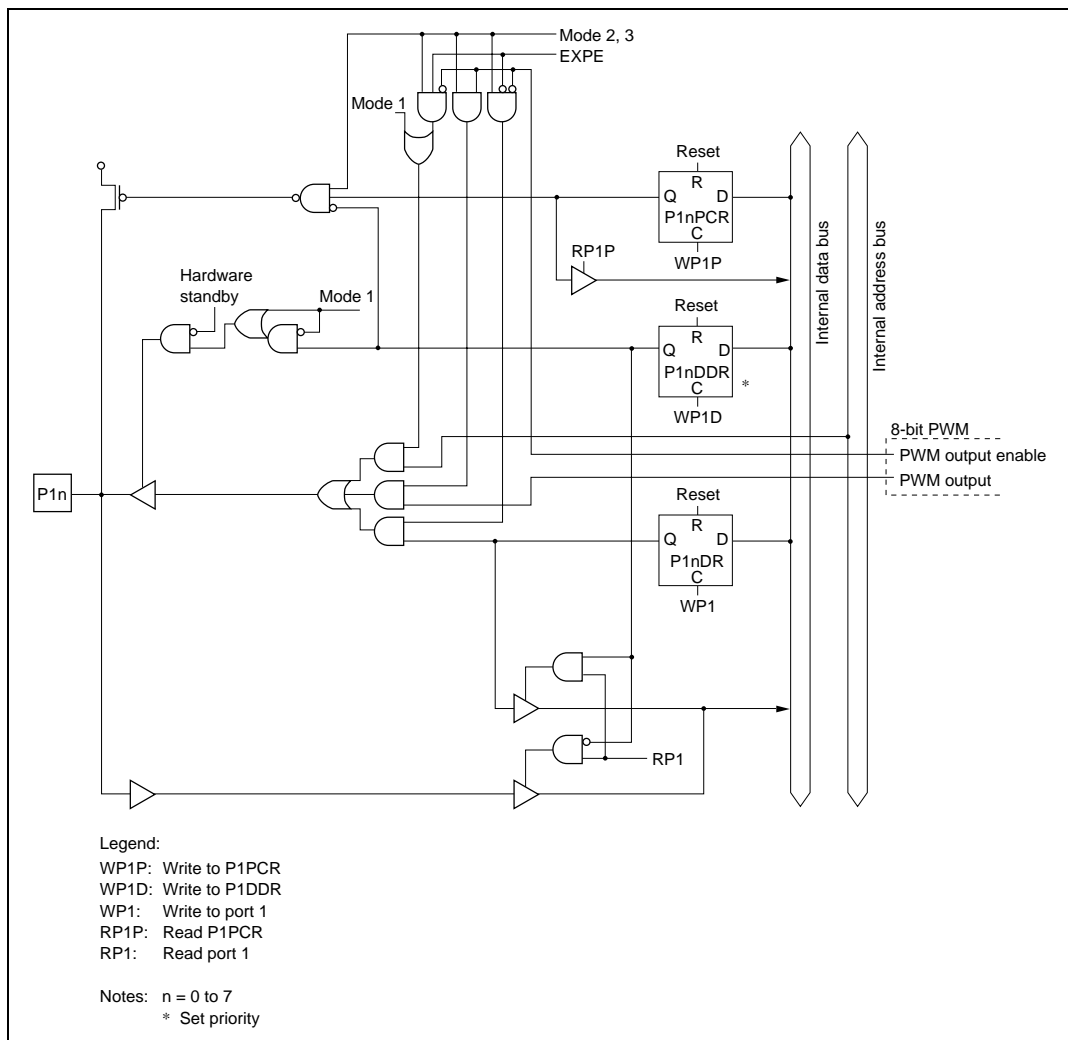 Mode 2, 3
EXPE
Mode 1
Reset
R
Q D
P1nPCR
C
WP1P
RP1P
Hardware
standby
Mode 1
Reset
R
Q D
P1nDDR
C
*
WP1D
Internal data bus
Internal address bus
8-bit PWM
PWM output enable
PWM output
P1n
Reset
R
Q D
P1nDR
C
WP1
RP1
Legend:
WP1P: Write to P1PCR
WP1D: Write to P1DDR
WP1: Write to port 1
RP1P: Read P1PCR
RP1: Read port 1
Notes: n = 0 to 7
* Set priority